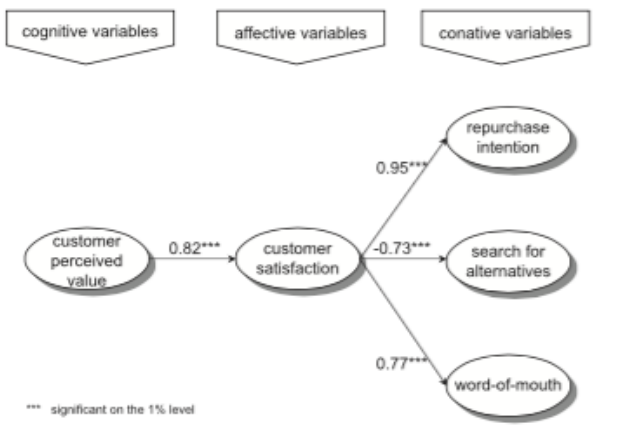 cognitive variables
affective variables
conative variables
repurchase
intention
0.95***
customer
perceived
value
0.82***
customer
satisfaction
-0.73***
search for
alternatives
0.77***
word-of-mouth
*** significant on the 1% level